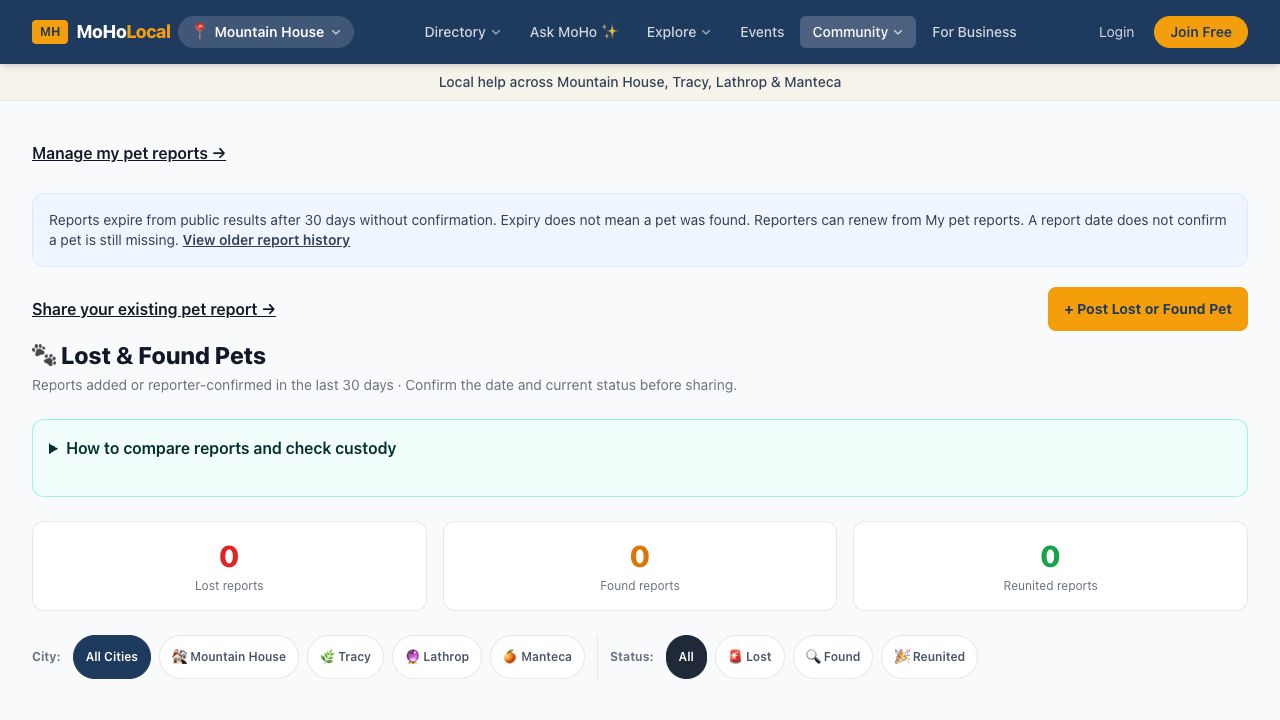 MH MoHoLocal Mountain House Directory Ask MoHo Explore Events Community For Business Login Join Free
Local help across Mountain House, Tracy, Lathrop & Manteca
Manage my pet reports →
Reports expire from public results after 30 days without confirmation. Expiry does not mean a pet was found. Reporters can renew from My pet reports. A report date does not confirm
a pet is still missing. View older report history
Share your existing pet report →
+ Post Lost or Found Pet
Lost & Found Pets
Reports added or reporter-confirmed in the last 30 days · Confirm the date and current status before sharing.
How to compare reports and check custody
0 0 0
Lost reports Found reports Reunited reports
City: All Cities Mountain House Tracy Lathrop Manteca Status: All Lost Found Reunited